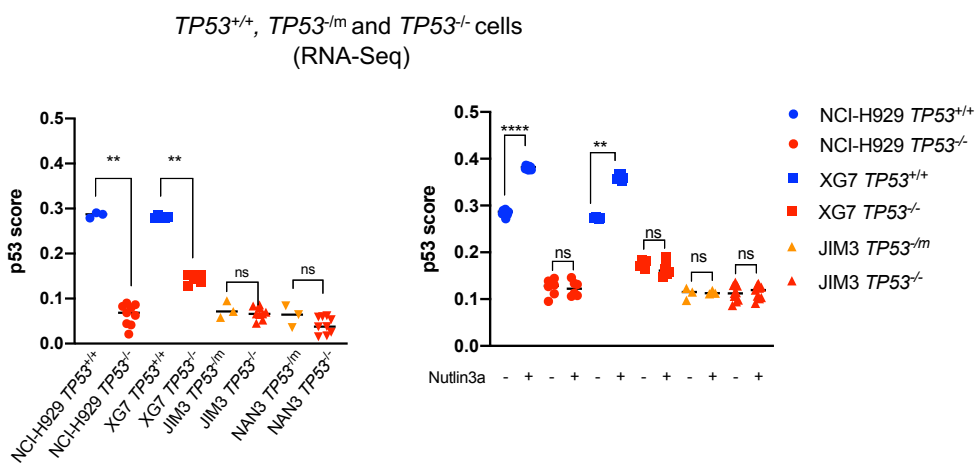 TP53+/+, TP53-/m and TP53-/- cells
(RNA-Seq)
p53 score
0.5
0.4
0.3
0.2
0.1
0.0
**
**
ns
ns
NCI-H929 TP53+/+
NCI-H929 TP53-/-
XG7 TP53+/+
XG7 TP53-/-
JIM3 TP53-/m
JIM3 TP53-/-
NAN3 TP53-/m
NAN3 TP53-/-
p53 score
0.5
0.4
0.3
0.2
0.1
0.0
****
ns
**
ns
ns
ns
Nutlin3a - + - + - + - + - + - +
NCI-H929 TP53+/+
NCI-H929 TP53-/-
XG7 TP53+/+
XG7 TP53-/-
JIM3 TP53-/m
JIM3 TP53-/-